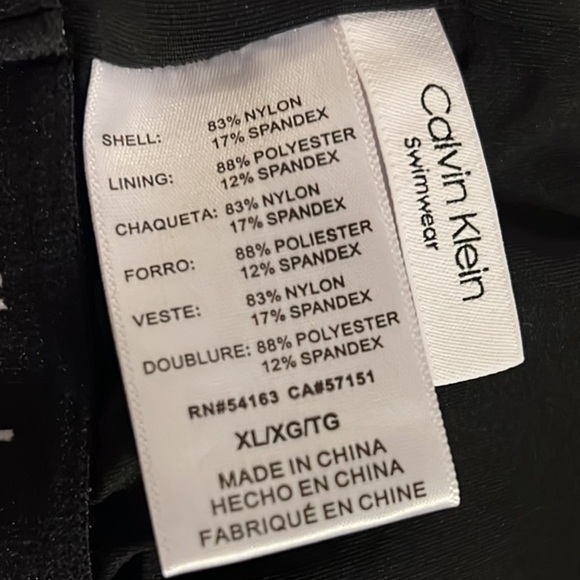 SHELL: 83% NYLON
17% SPANDEX
LINING: 88% POLYESTER
12% SPANDEX
CHAQUETA: 83% NYLON
17% SPANDEX
FORRO: 88% POLIESTER
12% SPANDEX
VESTE: 83% NYLON
17% SPANDEX
DOUBLURE: 88% POLYESTER
12% SPANDEX
RN#54163 CA#57151
XL/XG/TG
MADE IN CHINA
HECHO EN CHINA
FABRIQUÉ EN CHINE
Calvin Klein
Swimwear